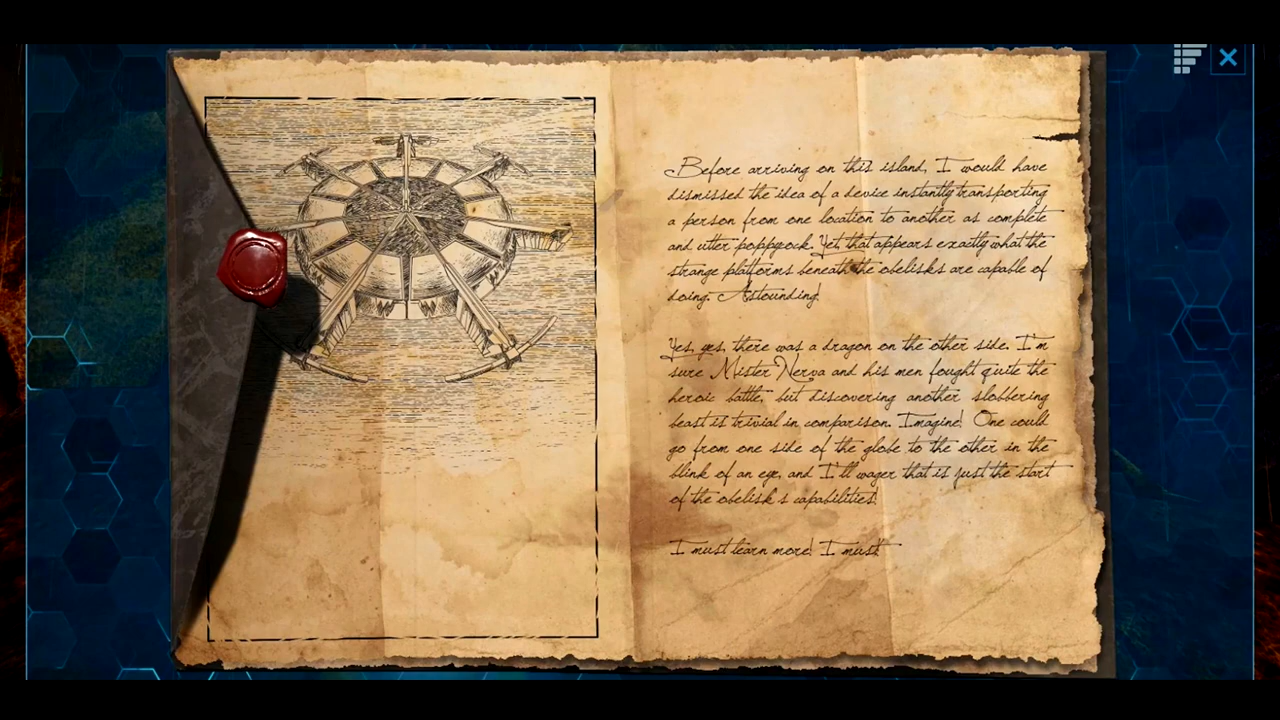 Before arriving on this island, I would have
dismissed the idea of a device instantly transporting
a person from one location to another as complete
and utter poppycock. Yet, that appears exactly what the
strange platforms beneath the obelisks are capable of
doing. Astounding!
Yes, yes, there was a dragon on the other side. I'm
sure Mister Nerva and his men fought quite the
heroic battle, but discovering another slobbering
beast is trivial in comparison. Imagine! One could
go from one side of the globe to the other in the
blink of an eye, and I'll wager that is just the start
of the obelisk's capabilities!
I must learn more! I must!